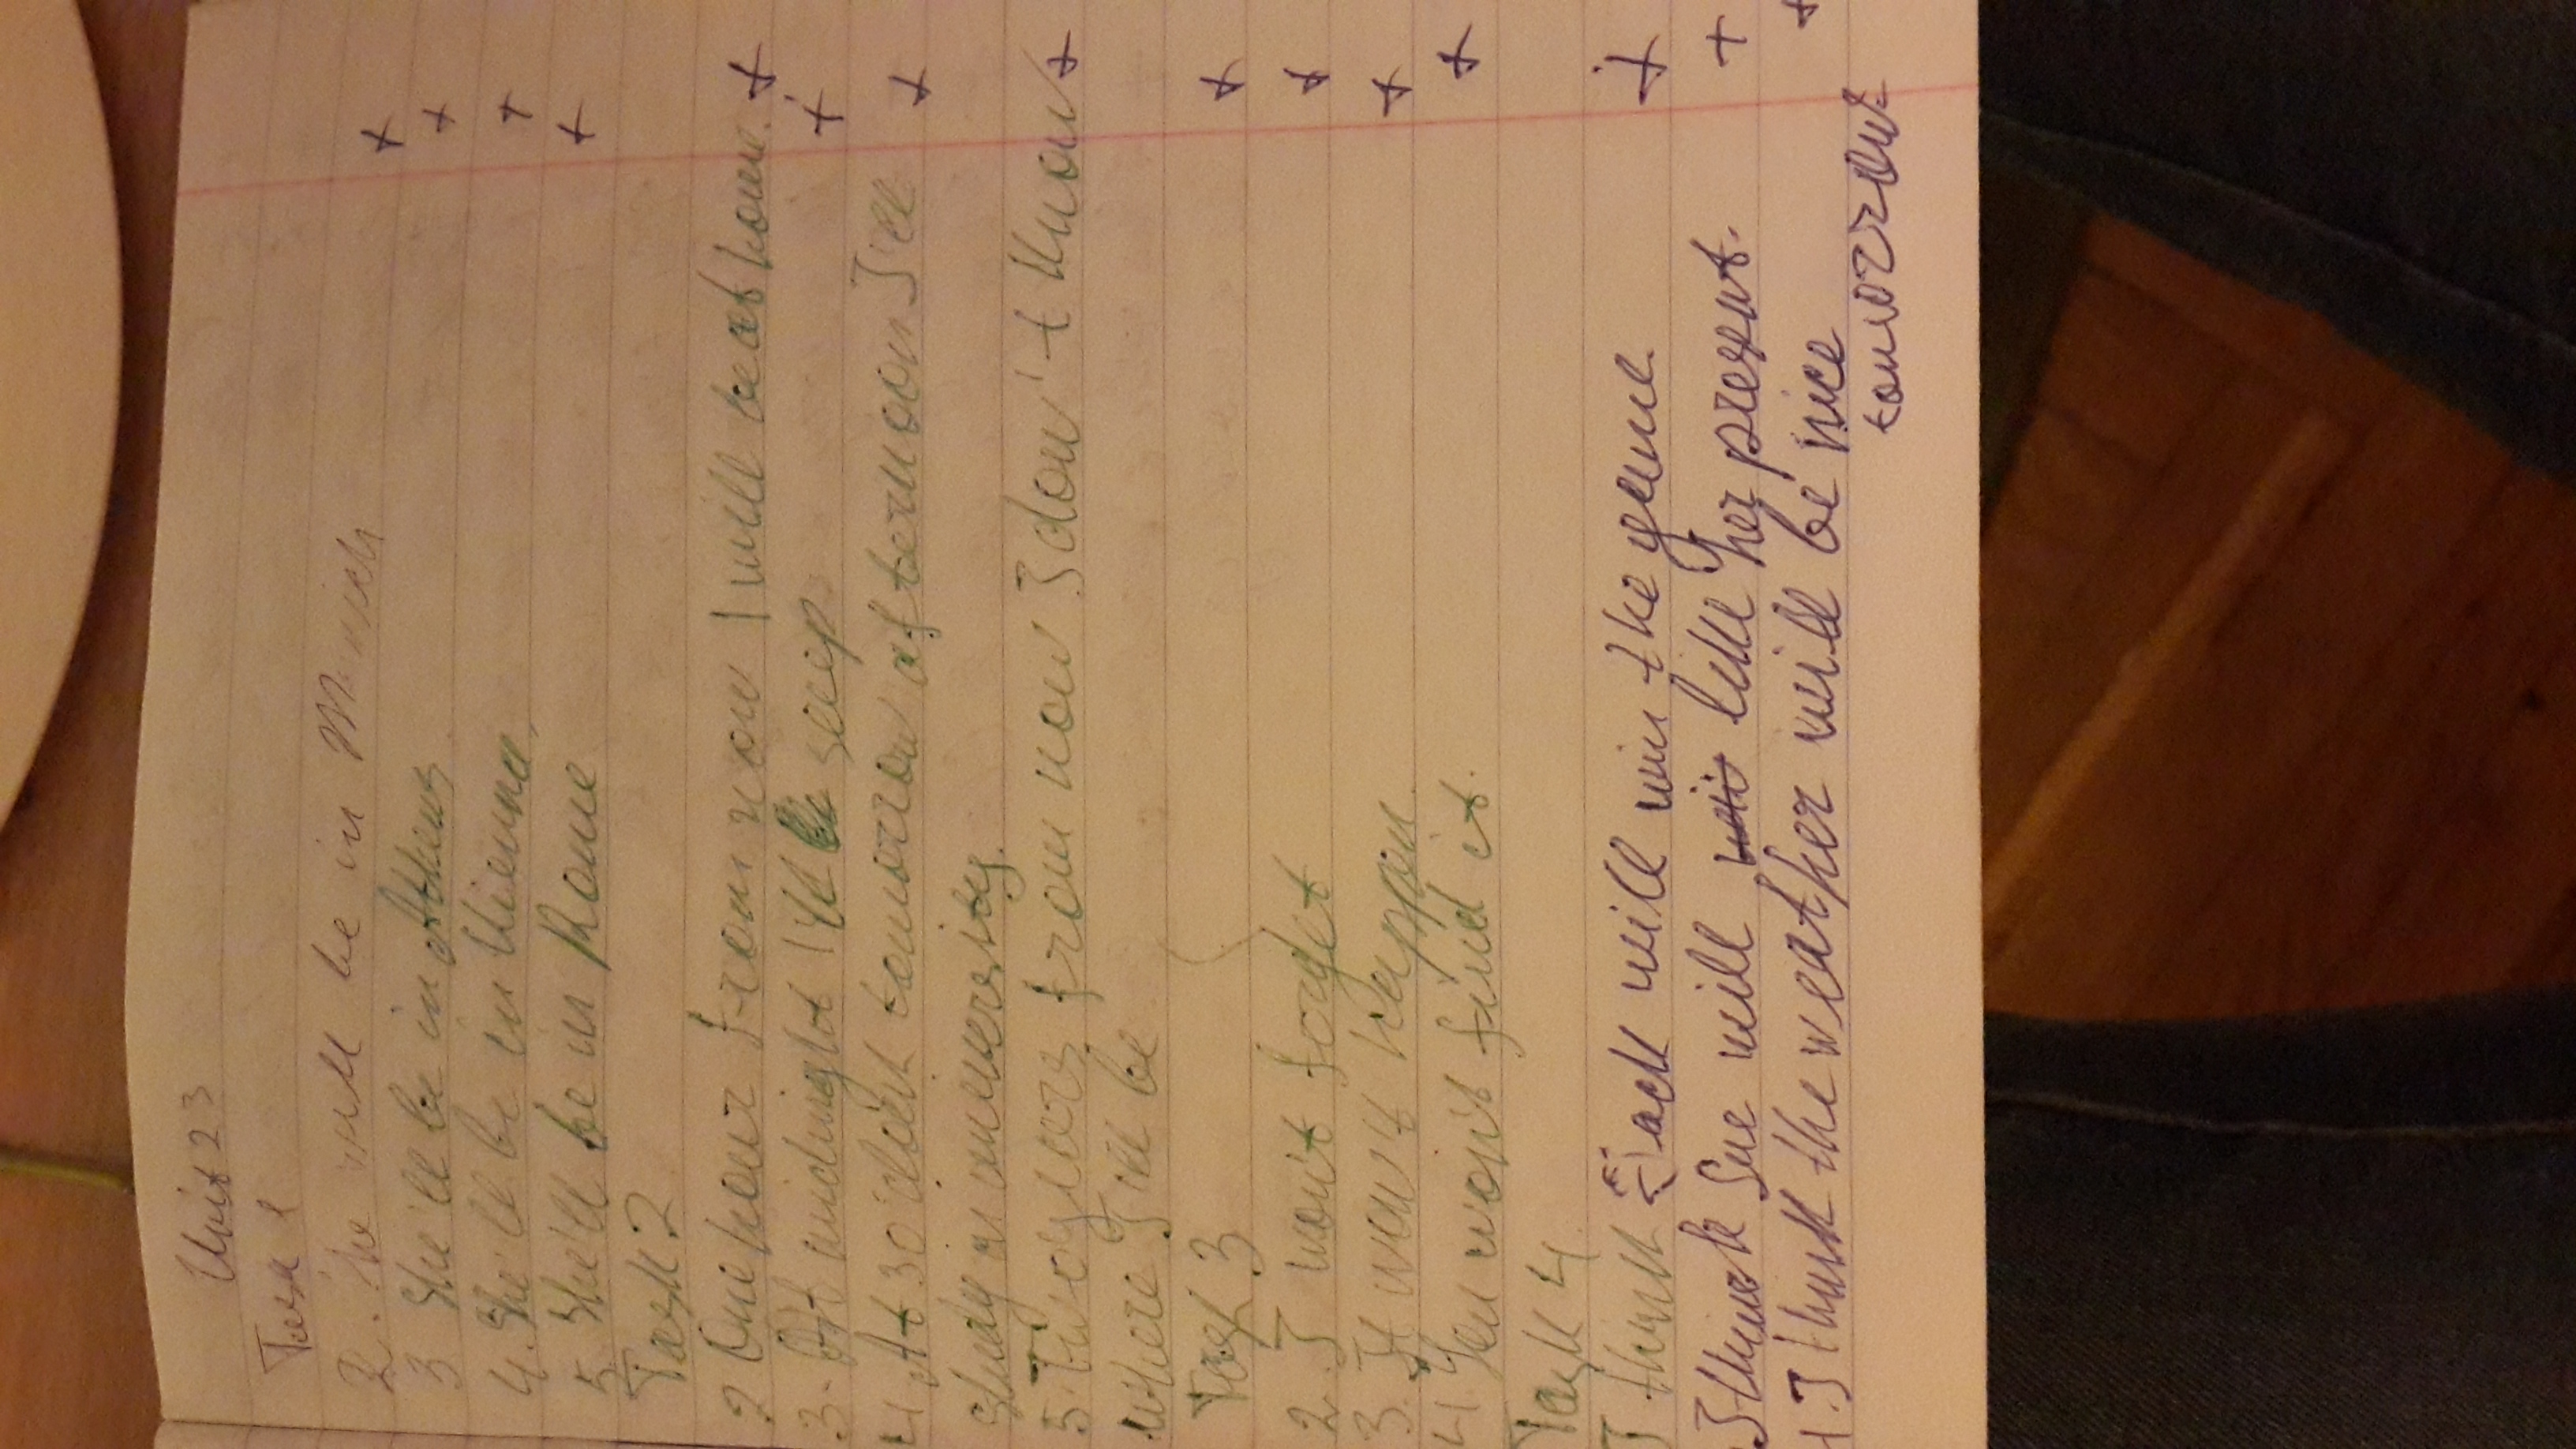 Unit 23
Task 1
2. he will be in Munich +
3 She'll be in Athens +
4. She'll be in Vienna, +
5. She'll be in Rome +
Task 2
2 One hour from now I will be at home. +
3. At midnight I'll be sleep. +
4 At 3 o'clock tomorrow afternoon I'll +
study in university.
5. Two years from now I don't know +
where I'll be
Task 3 +
2. I won't forget +
3. It won't happen +
4 You won't find it. +
Task 4.
I think Jack will win the game +
I think Sue will like her present. +
4. I think the weather will be nice +
tomorrow